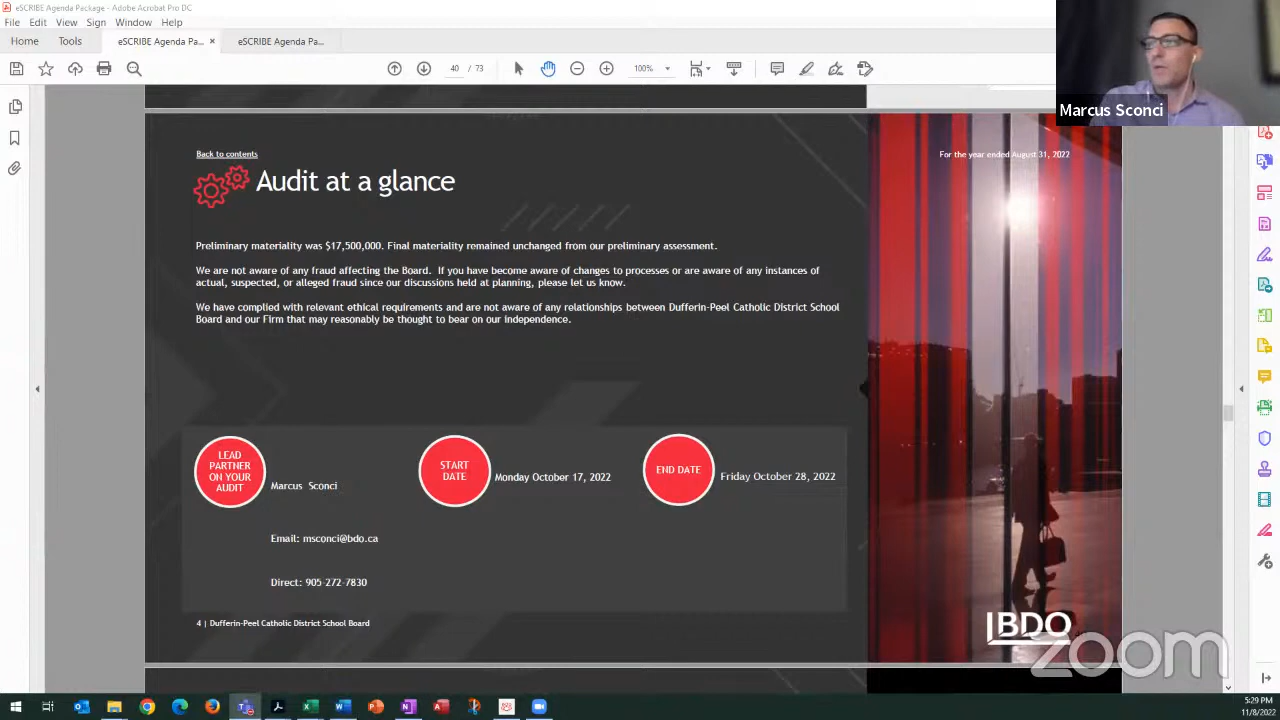 eSCRIBE Agenda Package - Adobe Acrobat Pro DC
File Edit View Sign Window Help
Home Tools eSCRIBE Agenda Pa... × eSCRIBE Agenda Pa...
40 / 73 100%
Marcus Sconci
Back to contents
For the year ended August 31, 2022
Audit at a glance
Preliminary materiality was $17,500,000. Final materiality remained unchanged from our preliminary assessment.
We are not aware of any fraud affecting the Board. If you have become aware of changes to processes or are aware of any instances of
actual, suspected, or alleged fraud since our discussions held at planning, please let us know.
We have complied with relevant ethical requirements and are not aware of any relationships between Dufferin-Peel Catholic District School
Board and our Firm that may reasonably be thought to bear on our independence.
LEAD
PARTNER
ON YOUR
AUDIT
Marcus Sconci
START
DATE
Monday October 17, 2022
END DATE
Friday October 28, 2022
Email: msconci@bdo.ca
Direct: 905-272-7830
4 | Dufferin-Peel Catholic District School Board
BDO
zoom
5:29 PM
11/8/2022